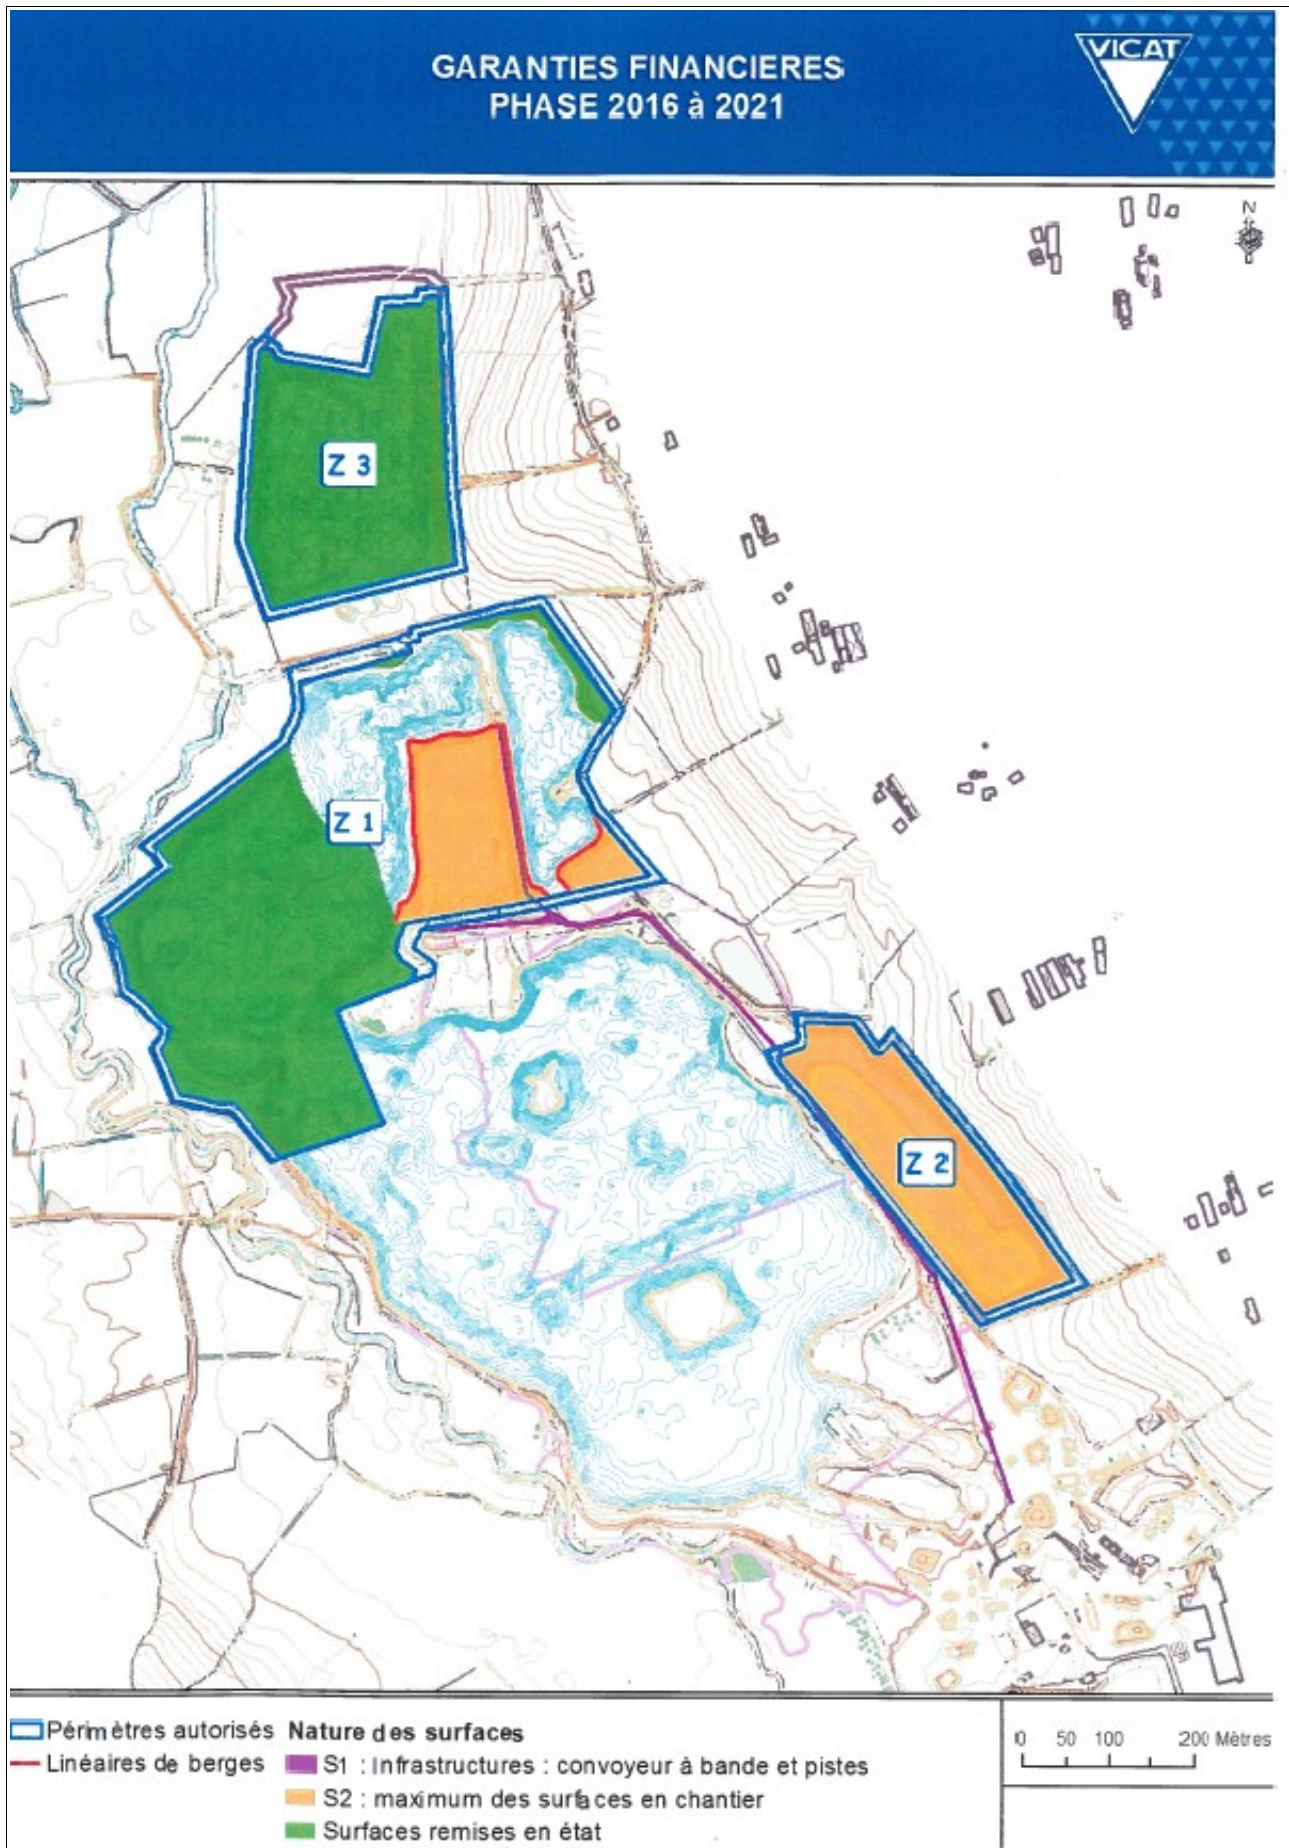 GARANTIES FINANCIERES
PHASE 2016 à 2021
VICAT
N
Z 3
Z 1
Z 2
Périmètres autorisés
Linéaires de berges
Nature des surfaces
S1 : Infrastructures : convoyeur à bande et pistes
S2 : maximum des surfaces en chantier
Surfaces remises en état
0 50 100 200 Mètres